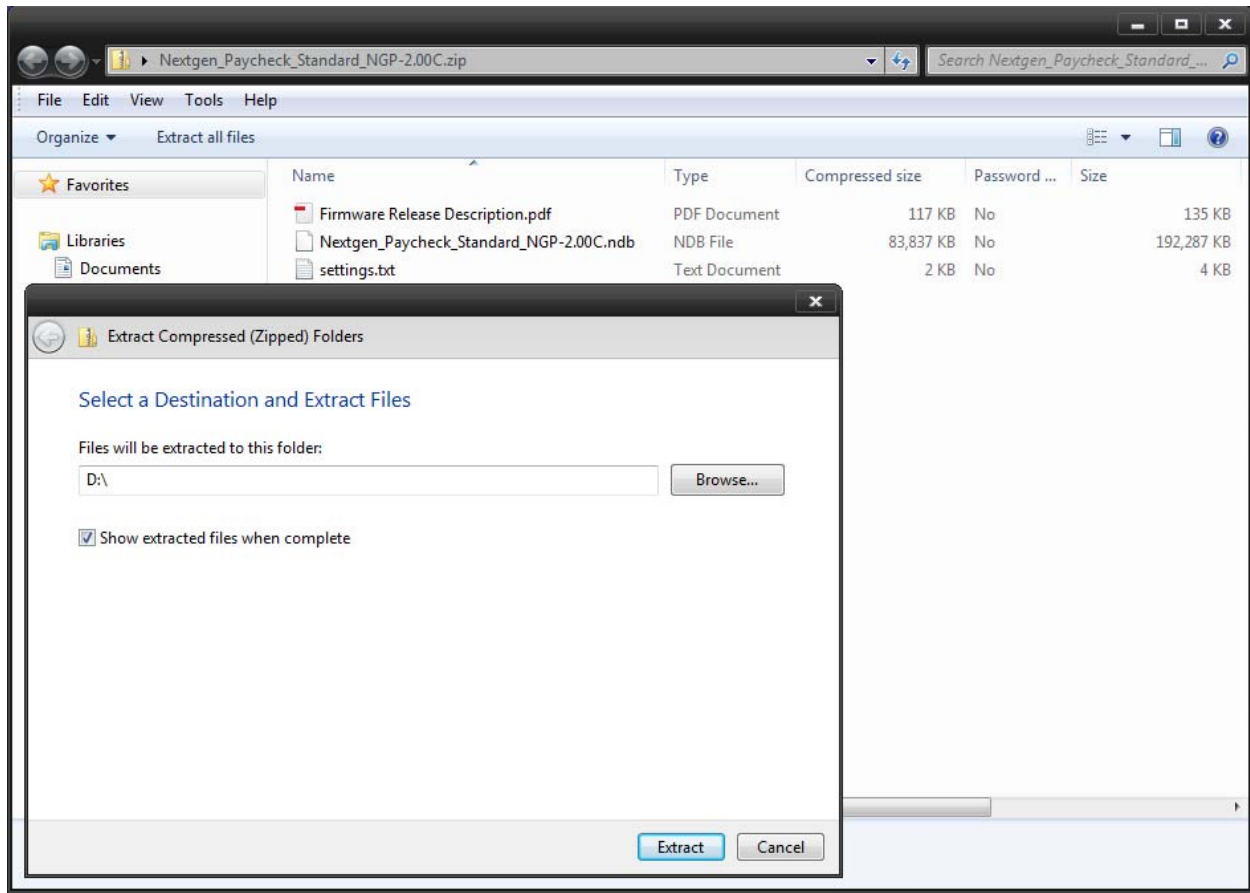 Nextgen_Paycheck_Standard_NGP-2.00C.zip
Search Nextgen_Paycheck_Standard_...
File Edit View Tools Help
Organize Extract all files
Favorites
Libraries
Documents
Name Type Compressed size Password ... Size
Firmware Release Description.pdf PDF Document 117 KB No 135 KB
Nextgen_Paycheck_Standard_NGP-2.00C.ndb NDB File 83,837 KB No 192,287 KB
settings.txt Text Document 2 KB No 4 KB
Extract Compressed (Zipped) Folders
Select a Destination and Extract Files
Files will be extracted to this folder:
D:\
Browse...
Show extracted files when complete
Extract Cancel